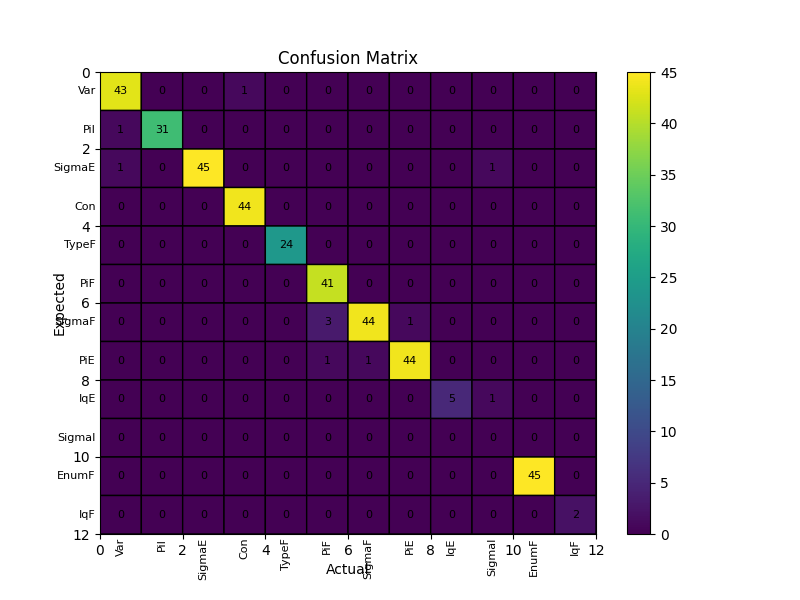 Confusion Matrix
0
Var 43 0 0 1 0 0 0 0 0 0 0 0
PiI 1 31 0 0 0 0 0 0 0 0 0 0
2
SigmaE 1 0 45 0 0 0 0 0 0 1 0 0
Con 0 0 0 44 0 0 0 0 0 0 0 0
4
TypeF 0 0 0 0 24 0 0 0 0 0 0 0
PiF 0 0 0 0 0 41 0 0 0 0 0 0
6
SigmaF 0 0 0 0 0 3 44 1 0 0 0 0
PiE 0 0 0 0 0 1 1 44 0 0 0 0
8
IqE 0 0 0 0 0 0 0 0 5 1 0 0
SigmaI 0 0 0 0 0 0 0 0 0 0 0 0
10
EnumF 0 0 0 0 0 0 0 0 0 0 45 0
IqF 0 0 0 0 0 0 0 0 0 0 0 2
12
Expected
0 2 4 6 8 10 12
Var PiI SigmaE Con TypeF PiF SigmaF PiE IqE SigmaI EnumF IqF
Actual
45
40
35
30
25
20
15
10
5
0